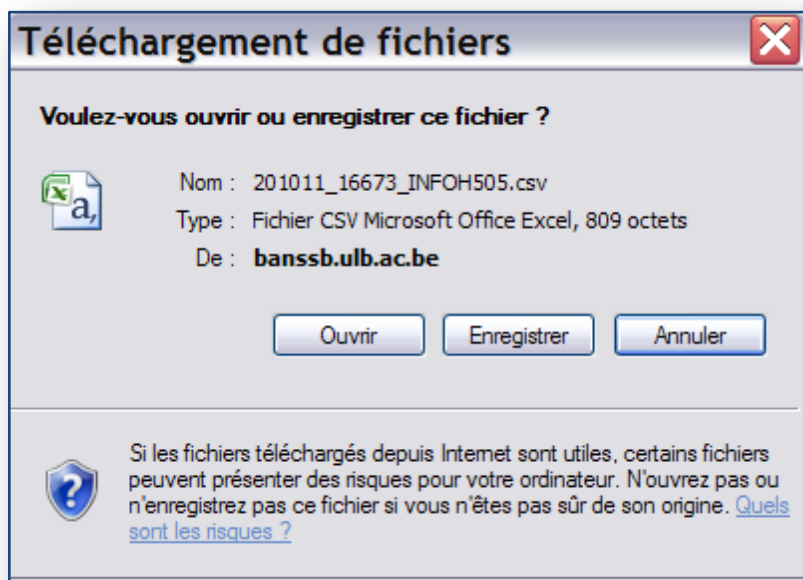 Téléchargement de fichiers
Voulez-vous ouvrir ou enregistrer ce fichier ?
a,
Nom : 201011_16673_INFOH505.csv
Type : Fichier CSV Microsoft Office Excel, 809 octets
De : banssb.ulb.ac.be
Ouvrir Enregistrer Annuler
Si les fichiers téléchargés depuis Internet sont utiles, certains fichiers
peuvent présenter des risques pour votre ordinateur. N'ouvrez pas ou
n'enregistrez pas ce fichier si vous n'êtes pas sûr de son origine. Quels
sont les risques ?